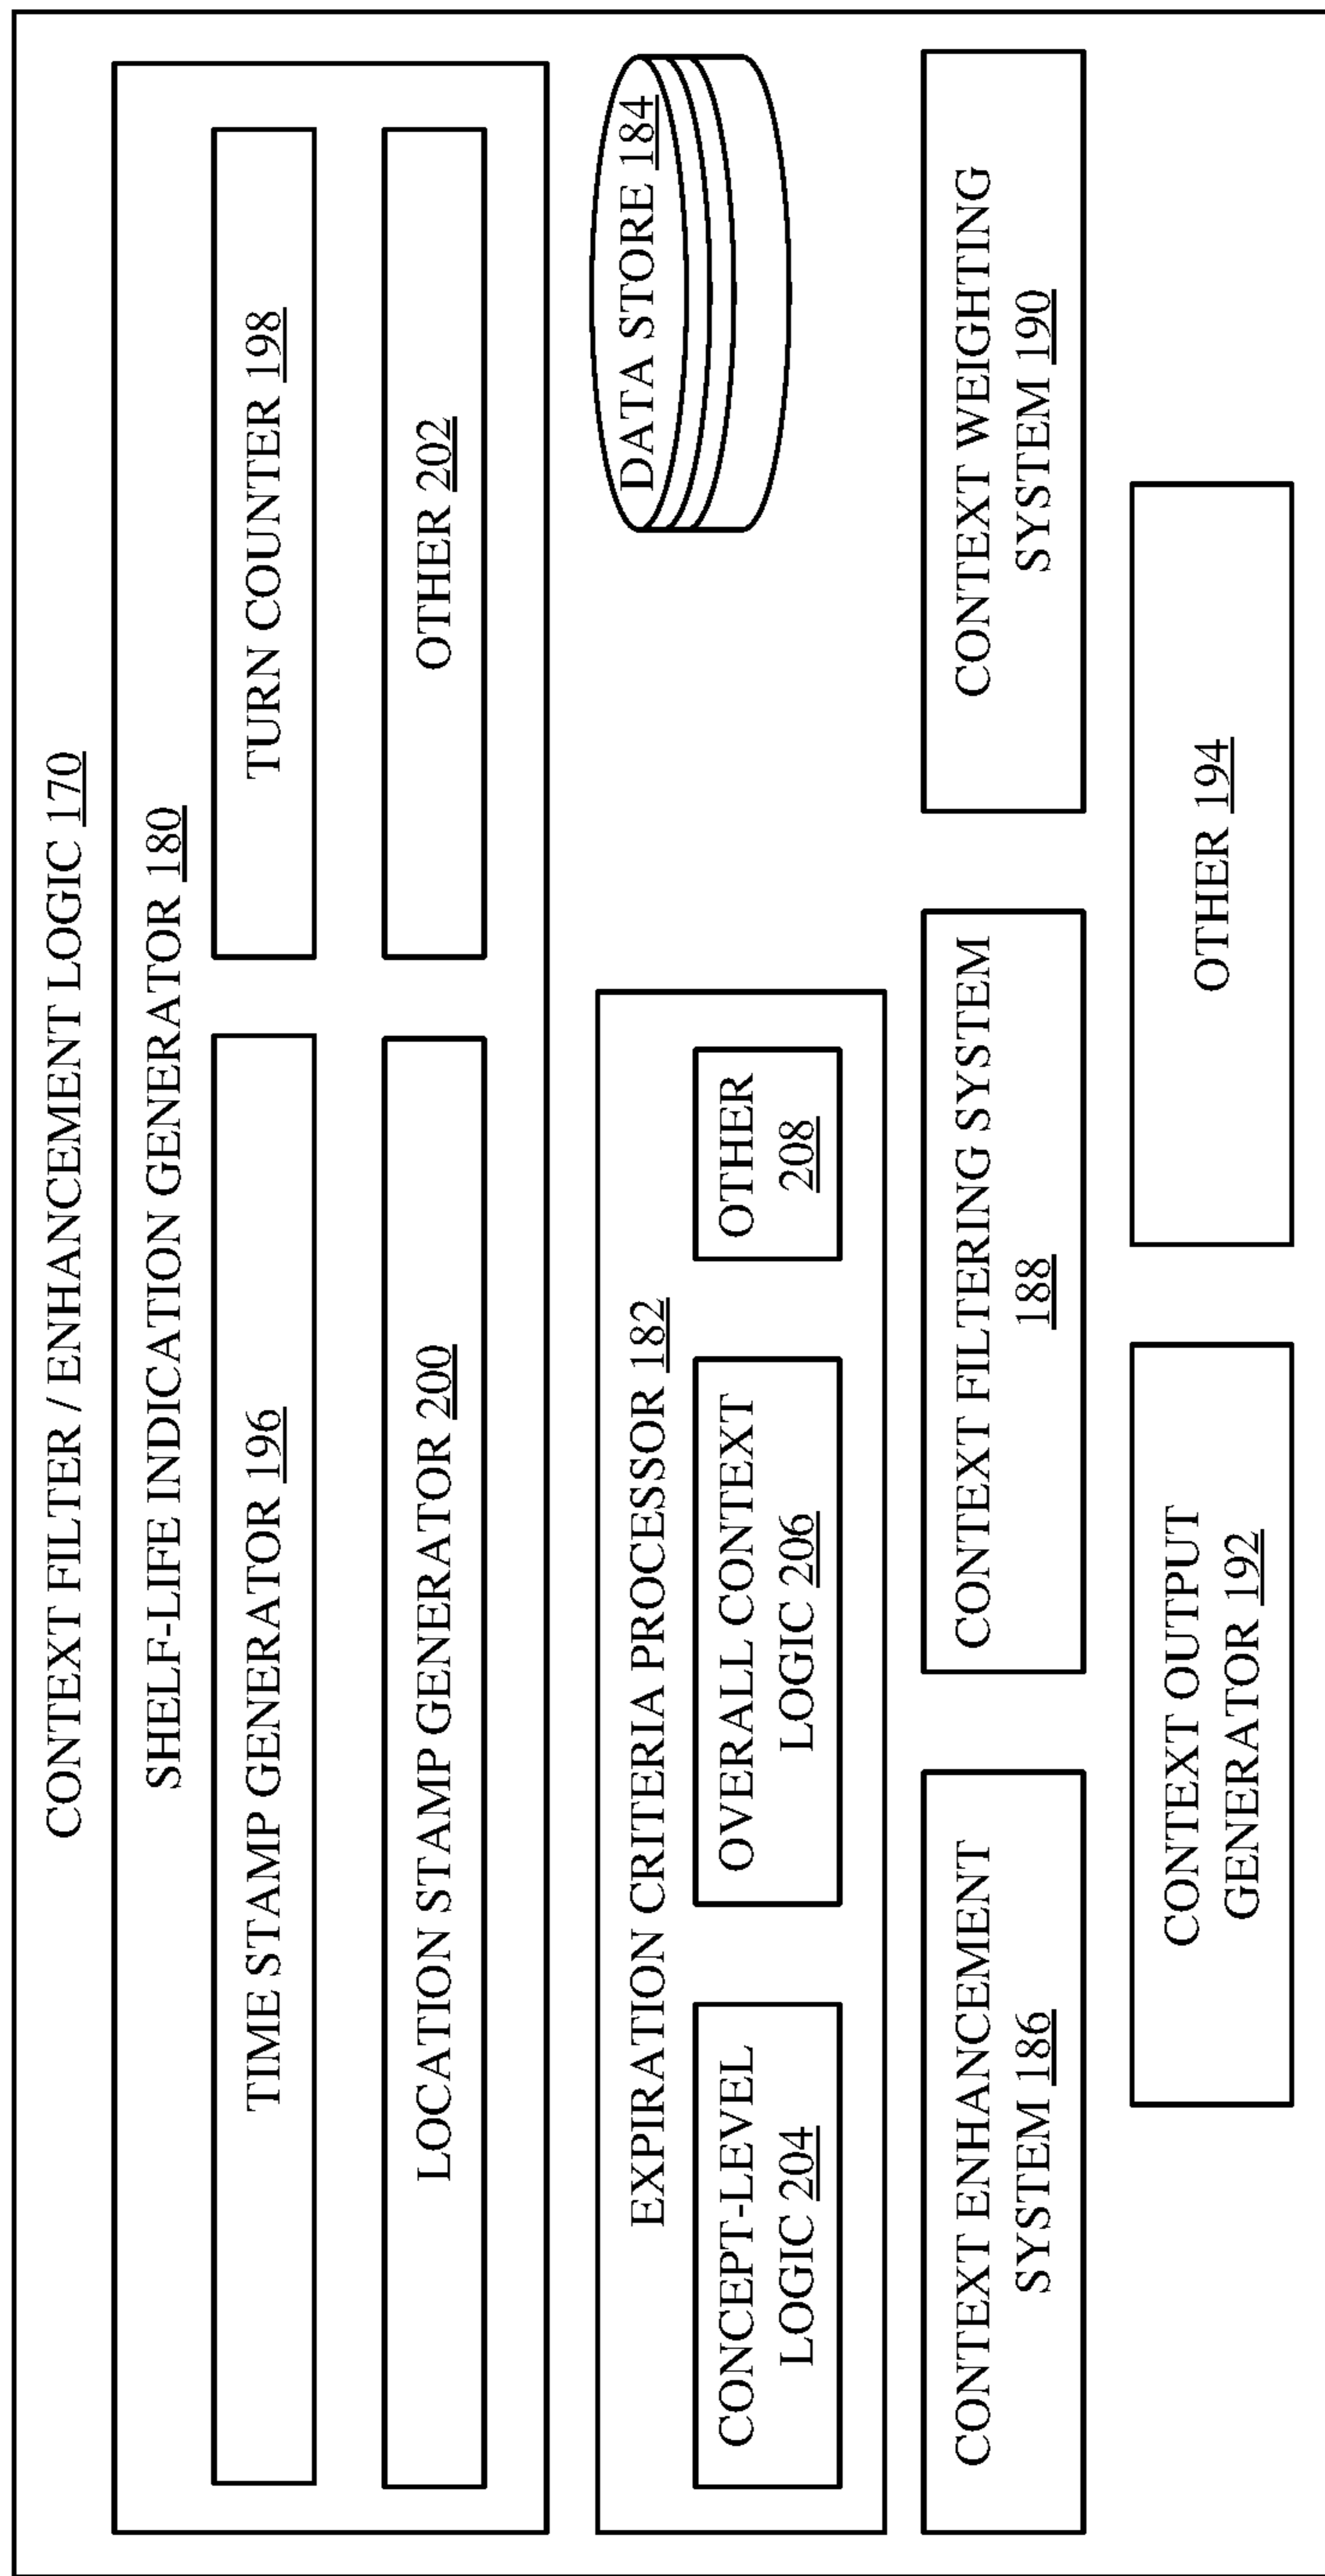 CONTEXT FILTER / ENHANCEMENT LOGIC 170
SHELF-LIFE INDICATION GENERATOR 180
TIME STAMP GENERATOR 196
TURN COUNTER 198
LOCATION STAMP GENERATOR 200
OTHER 202
EXPIRATION CRITERIA PROCESSOR 182
CONCEPT-LEVEL
LOGIC 204
OVERALL CONTEXT
LOGIC 206
OTHER
208
DATA STORE 184
CONTEXT ENHANCEMENT
SYSTEM 186
CONTEXT FILTERING SYSTEM
188
CONTEXT WEIGHTING
SYSTEM 190
CONTEXT OUTPUT
GENERATOR 192
OTHER 194